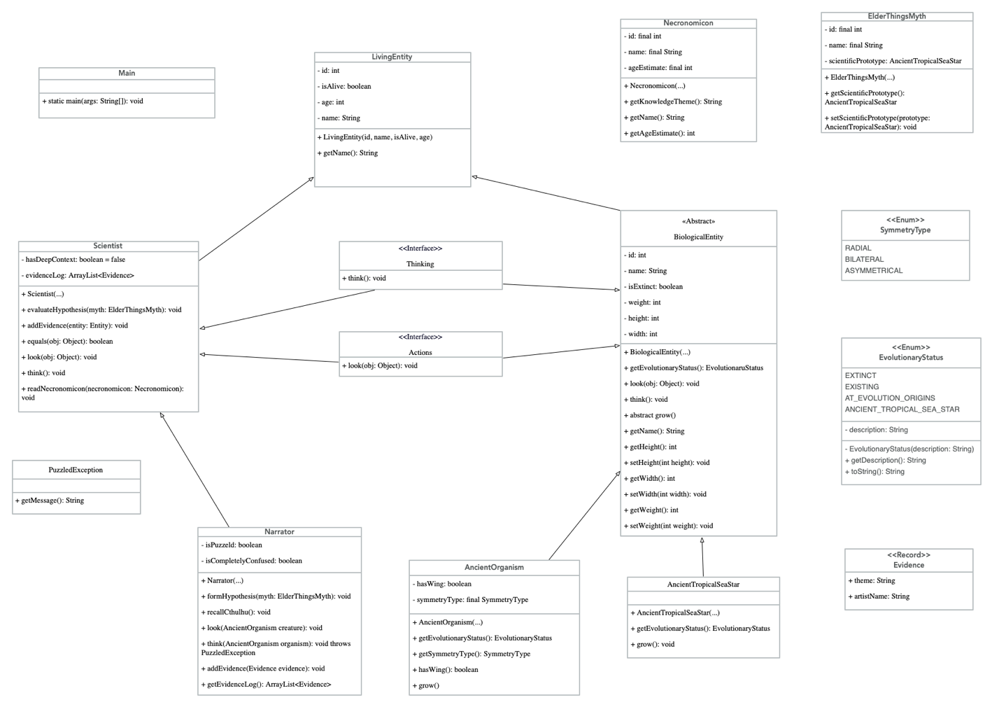 Main
+ static main(args: String[]): void
LivingEntity
- id: int
- isAlive: boolean
- age: int
- name: String
+ LivingEntity(id, name, isAlive, age)
+ getName(): String
Necronomicon
- id: final int
- name: final String
- ageEstimate: final int
+ Necronomicon(...)
+ getKnowledgeTheme(): String
+ getName(): String
+ getAgeEstimate(): int
ElderThingsMyth
- id: final int
- name: final String
- scientificPrototype: AncientTropicalSeaStar
+ ElderThingsMyth(...)
+ getScientificPrototype():
AncientTropicalSeaStar
+ setScientificPrototype(prototype:
AncientTropicalSeaStar): void
Scientist
- hasDeepContext: boolean = false
- evidenceLog: ArrayList<Evidence>
+ Scientist(...)
+ evaluateHypothesis(myth: ElderThingsMyth): void
+ addEvidence(entity: Entity): void
+ equals(obj: Object): boolean
+ look(obj: Object): void
+ think(): void
+ readNecronomicon(necronomicon: Necronomicon):
void
<<Interface>>
Thinking
+ think(): void
<<Interface>>
Actions
+ look(obj: Object): void
«Abstract»
BiologicalEntity
- id: int
- name: String
- isExtinct: boolean
- weight: int
- height: int
- width: int
+ BiologicalEntity(...)
+ getEvolutionaryStatus(): EvolutionaruStatus
+ look(obj: Object): void
+ think(): void
+ abstract grow()
+ getName(): String
+ getHeight(): int
+ setHeight(int height): void
+ getWidth(): int
+ setWidth(int width): void
+ getWeight(): int
+ setWeight(int weight): void
<<Enum>>
SymmetryType
RADIAL
BILATERAL
ASYMMETRICAL
<<Enum>>
EvolutionaryStatus
EXTINCT
EXISTING
AT_EVOLUTION_ORIGINS
ANCIENT_TROPICAL_SEA_STAR
- description: String
- EvolutionaryStatus(description: String)
+ getDescription(): String
+ toString(): String
PuzzledException
+ getMessage(): String
Narrator
- isPuzzeld: boolean
- isCompletelyConfused: boolean
+ Narrator(...)
+ formHypothesis(myth: ElderThingsMyth): void
+ recallCthulhu(): void
+ look(AncientOrganism creature): void
+ think(AncientOrganism organism): void throws
PuzzledException
+ addEvidence(Evidence evidence): void
+ getEvidenceLog(): ArrayList<Evidence>
AncientOrganism
- hasWing: boolean
- symmetryType: final SymmetryType
+ AncientOrganism(...)
+ getEvolutionaryStatus(): EvolutionaryStatus
+ getSymmetryType(): SymmetryType
+ hasWing(): boolean
+ grow()
AncientTropicalSeaStar
+ AncientTropicalSeaStar(...)
+ getEvolutionaryStatus(): EvolutionaryStatus
+ grow(): void
<<Record>>
Evidence
+ theme: String
+ artistName: String